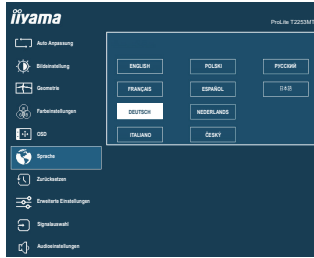 iiyama
ProLite T2253MT
Auto Anpassung
Bildeinstellung
Geometrie
Farbeinstellungen
OSD
Sprache
Zurücksetzen
Erweiterte Einstellungen
Signalauswahl
Audioeinstellungen
ENGLISH
POLSKI
РУССКИЙ
FRANÇAIS
ESPAÑOL
日本語
DEUTSCH
NEDERLANDS
ITALIANO
ČESKÝ